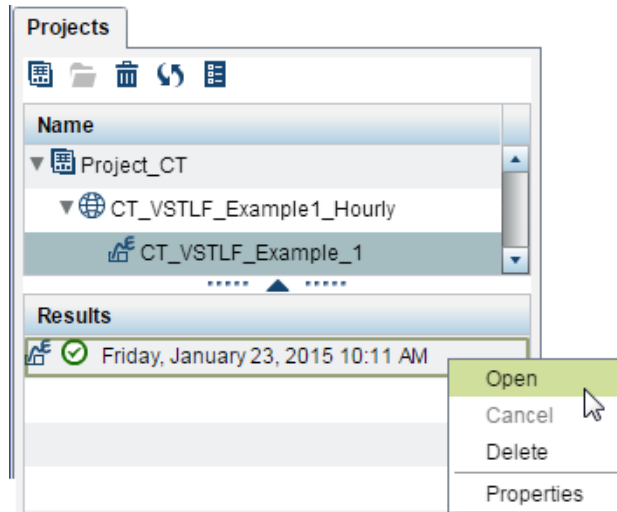 Projects
Name
Project_CT
CT_VSTLF_Example1_Hourly
CT_VSTLF_Example_1
Results
Friday, January 23, 2015 10:11 AM
Open
Cancel
Delete
Properties